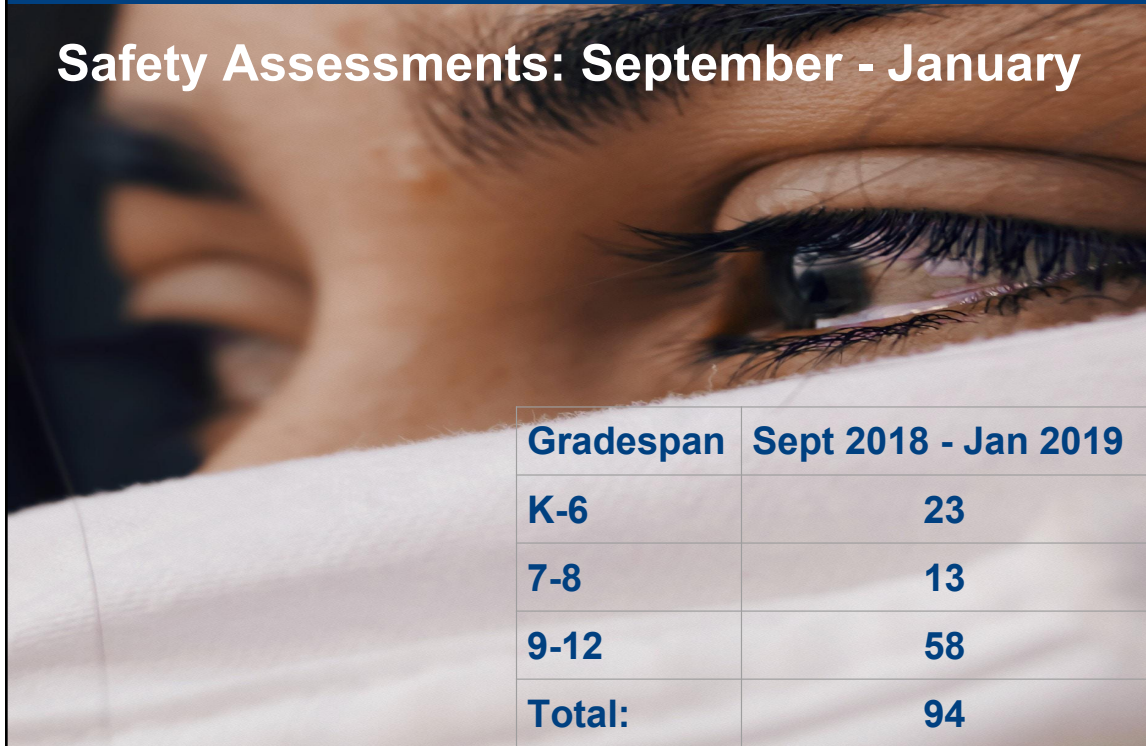 Safety Assessments: September - January
Gradespan Sept 2018 - Jan 2019
K-6 23
7-8 13
9-12 58
Total: 94